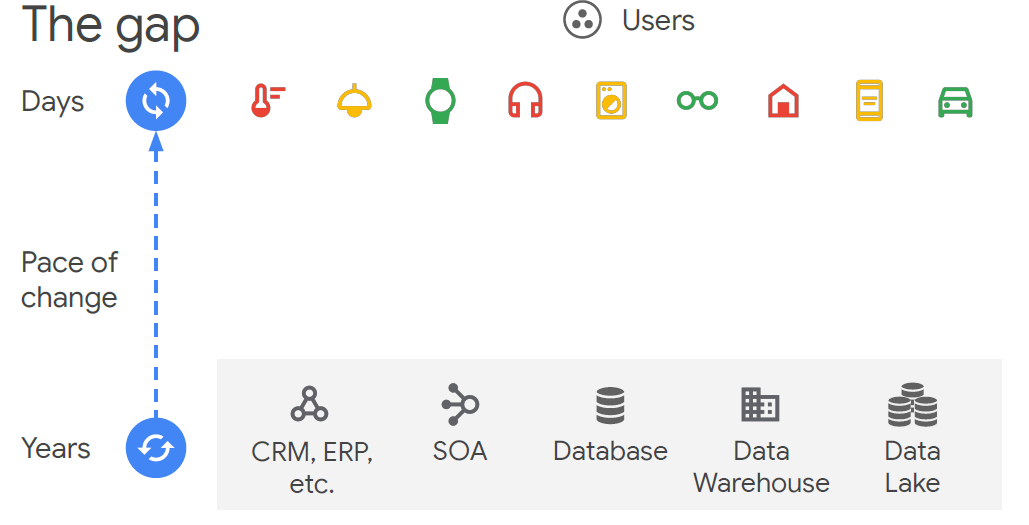 The gap
Users
Days
Pace of
change
Years
CRM, ERP,
etc.
SOA
Database
Data
Warehouse
Data
Lake